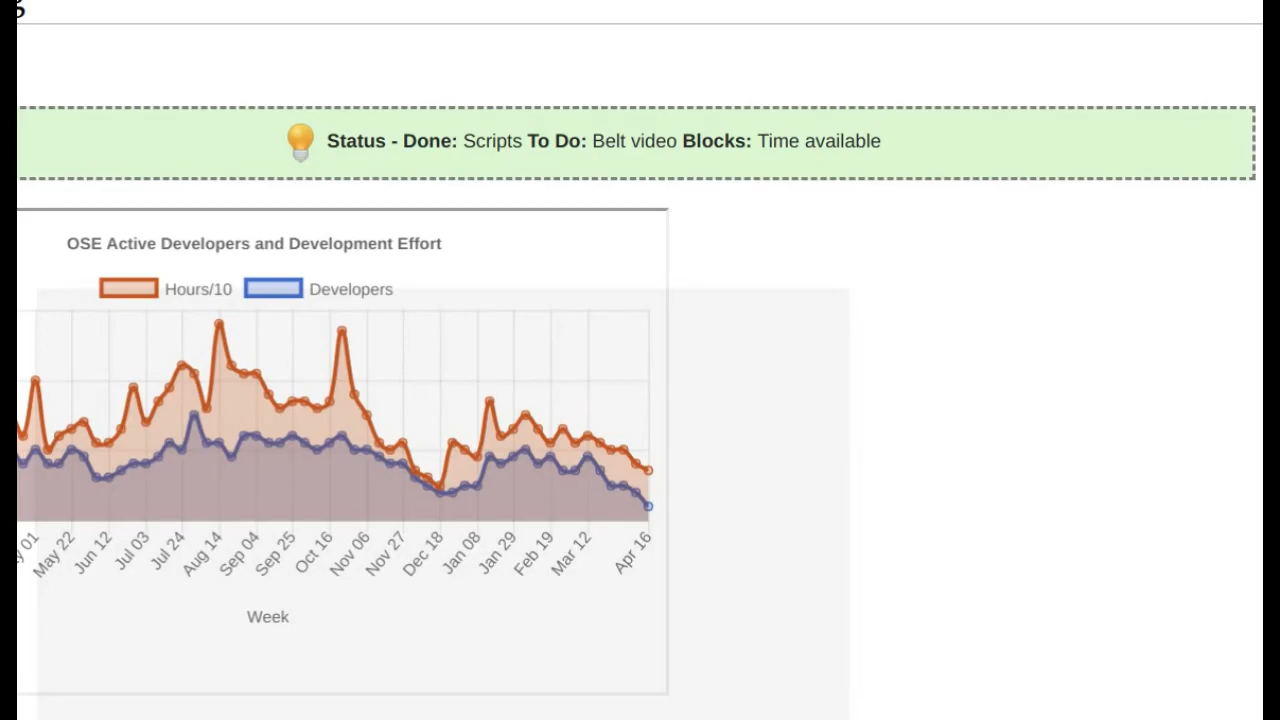 Status - Done: Scripts To Do: Belt video Blocks: Time available
OSE Active Developers and Development Effort
Hours/10 Developers
01 May 22 Jun 12 Jul 03 Jul 24 Aug 14 Sep 04 Sep 25 Oct 16 Nov 06 Nov 27 Dec 18 Jan 08 Jan 29 Feb 19 Mar 12 Apr 16
Week